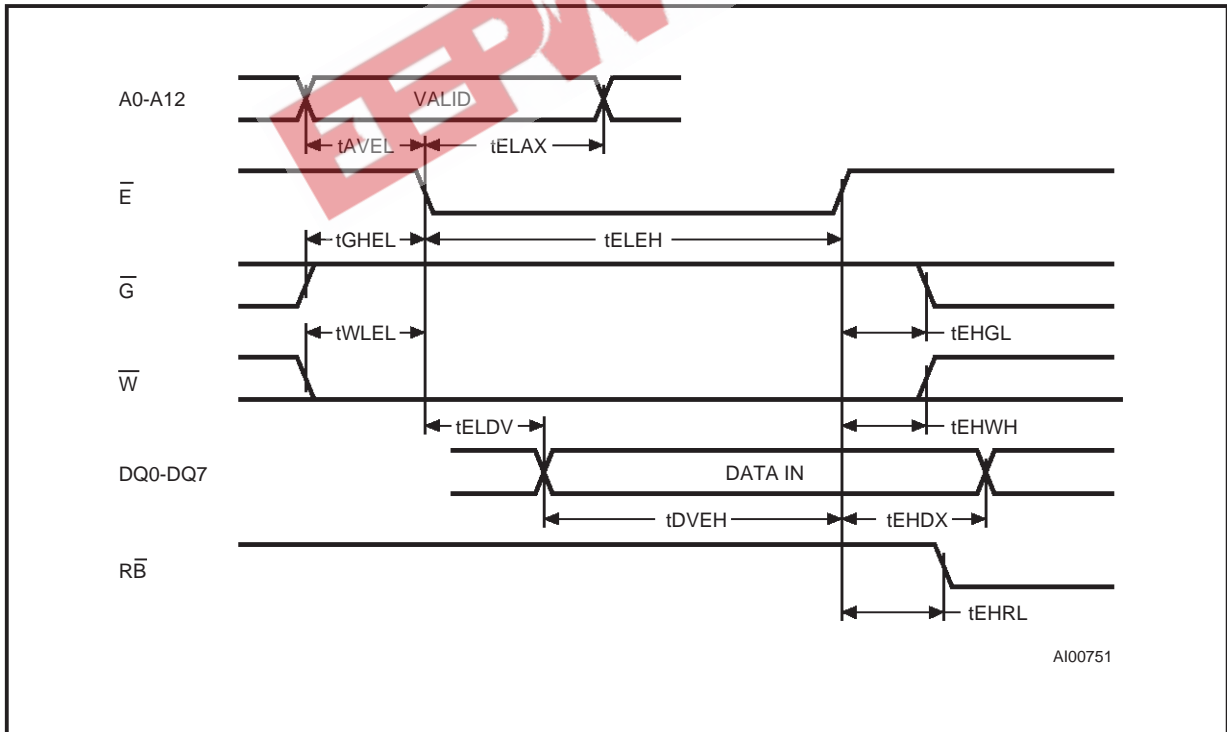 A0-A12
VALID
tAVEL
tELAX
E̅
tGHEL
tELEH
G̅
tWLEL
tEHGL
W̅
tELDV
tEHWH
DQ0-DQ7
DATA IN
tDVEH
tEHDX
RB̅
tEHRL
AI00751